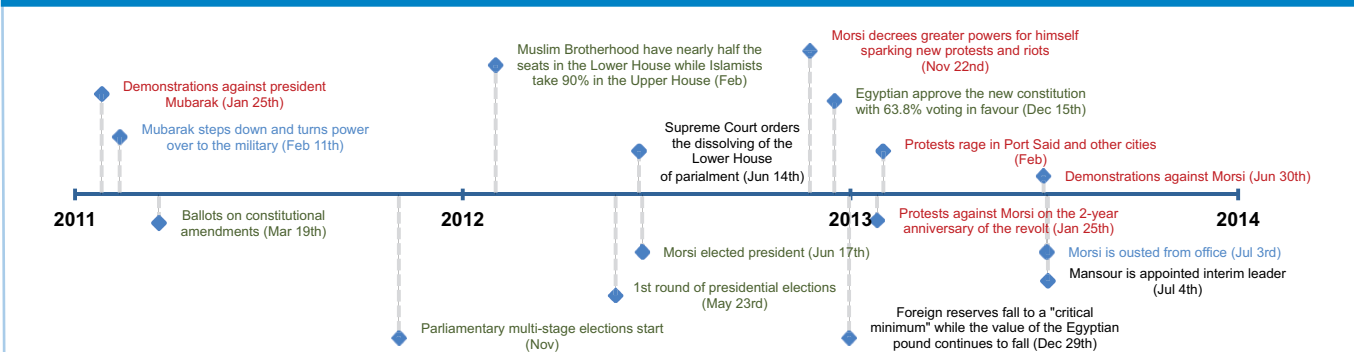 Demonstrations against president
Mubarak (Jan 25th)
Mubarak steps down and turns power
over to the military (Feb 11th)
Muslim Brotherhood have nearly half the
seats in the Lower House while Islamists
take 90% in the Upper House (Feb)
Supreme Court orders
the dissolving of the
Lower House
of parialment (Jun 14th)
Morsi decrees greater powers for himself
sparking new protests and riots
(Nov 22nd)
Egyptian approve the new constitution
with 63.8% voting in favour (Dec 15th)
Protests rage in Port Said and other cities
(Feb)
Demonstrations against Morsi (Jun 30th)
2011
2012
2013
2014
Ballots on constitutional
amendments (Mar 19th)
Parliamentary multi-stage elections start
(Nov)
Morsi elected president (Jun 17th)
1st round of presidential elections
(May 23rd)
Protests against Morsi on the 2-year
anniversary of the revolt (Jan 25th)
Morsi is ousted from office (Jul 3rd)
Mansour is appointed interim leader
(Jul 4th)
Foreign reserves fall to a "critical
minimum" while the value of the Egyptian
pound continues to fall (Dec 29th)